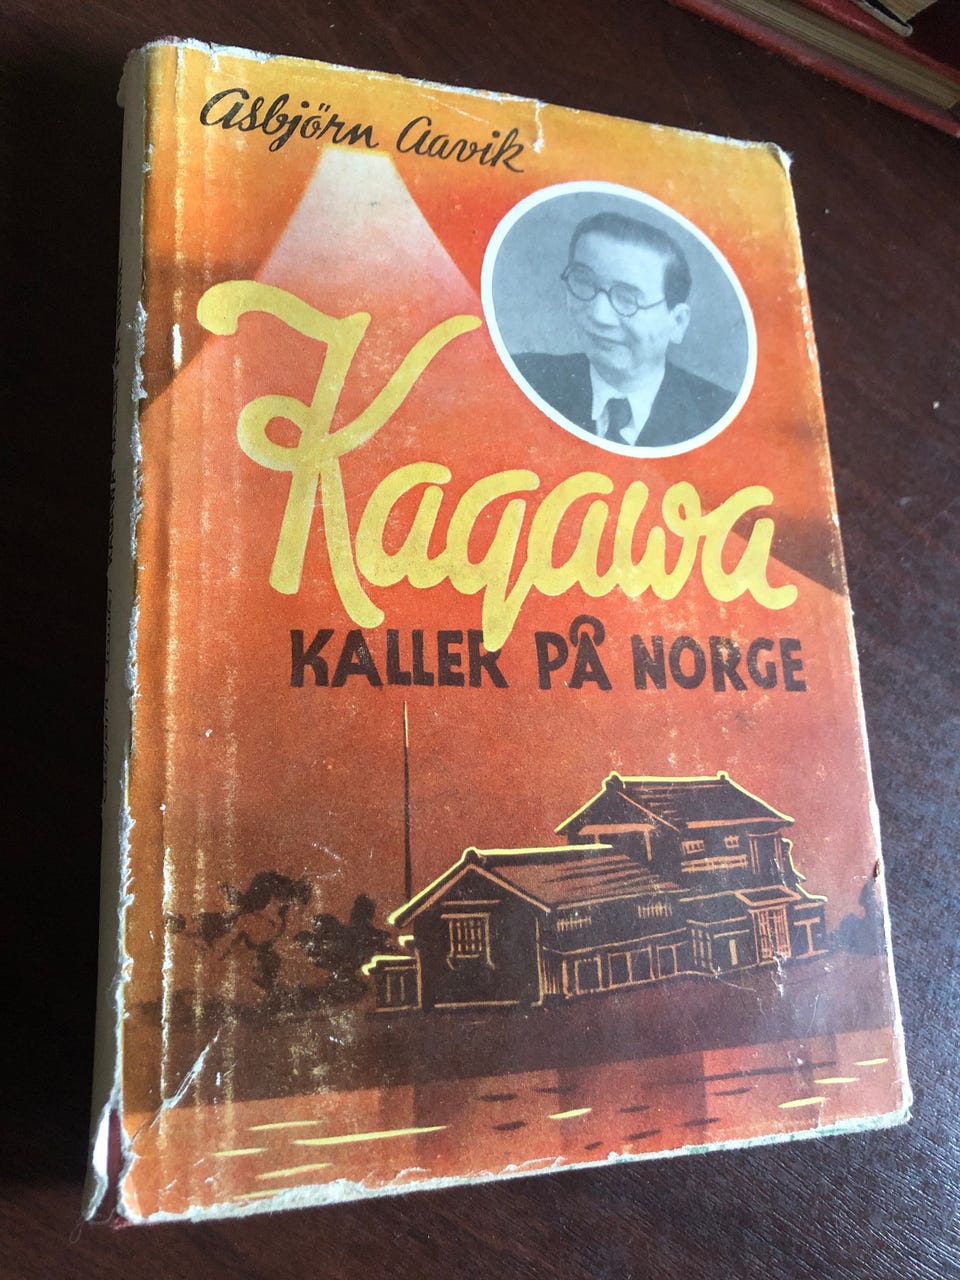 Asbjörn Aavik
Kagawa
KALLER PÅ NORGE